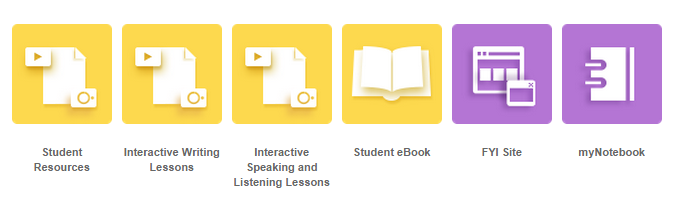 Student
Resources
Interactive Writing
Lessons
Interactive
Speaking and
Listening Lessons
Student eBook
FYI Site
myNotebook